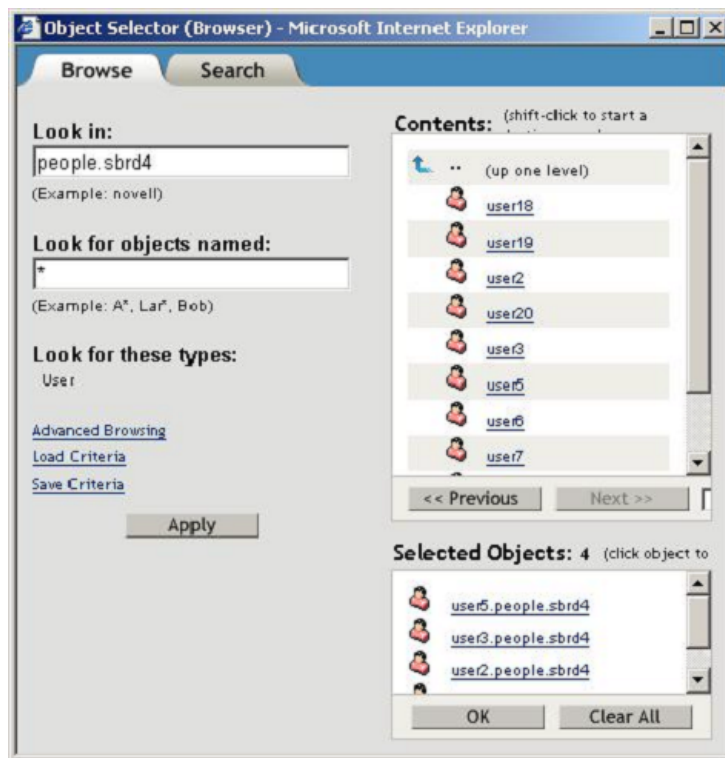 Object Selector (Browser) - Microsoft Internet Explorer
Browse
Search
Look in:
people.sbrd4
(Example: novell)
Look for objects named:
*
(Example: A*, Lar*, Bob)
Look for these types:
User
Advanced Browsing
Load Criteria
Save Criteria
Apply
Contents: (shift-click to start a
.. (up one level)
user18
user19
user2
user20
user3
user5
user6
user7
<< Previous
Next >>
Selected Objects: 4 (click object to
user5.people.sbrd4
user3.people.sbrd4
user2.people.sbrd4
OK
Clear All